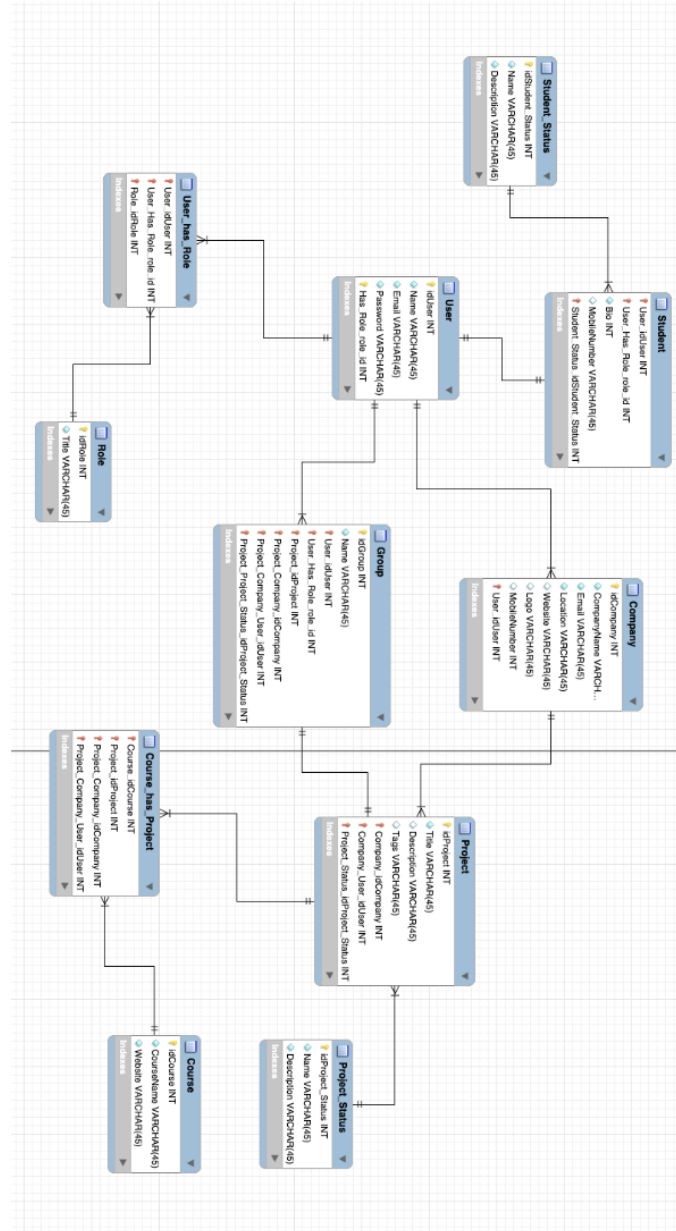 Student_Status
idStudent_Status INT
Name VARCHAR(45)
Description VARCHAR(45)
Indexes
Student
User_idUser INT
User_Has_Role_role_id INT
Bio INT
MobileNumber VARCHAR(45)
Student_Status_idStudent_Status INT
Indexes
User_has_Role
User_idUser INT
User_Has_Role_role_id INT
Role_idRole INT
Indexes
User
idUser INT
Name VARCHAR(45)
Email VARCHAR(45)
Password VARCHAR(45)
Has_Role_role_id INT
Indexes
Role
idRole INT
Title VARCHAR(45)
Indexes
Group
idGroup INT
Name VARCHAR(45)
User_idUser INT
User_Has_Role_role_id INT
Project_idProject INT
Project_Company_idCompany INT
Project_Company_User_idUser INT
Project_Project_Status_idProject_Status INT
Indexes
Company
idCompany INT
CompanyName VARCH...
Email VARCHAR(45)
Location VARCHAR(45)
Website VARCHAR(45)
Logo VARCHAR(45)
MobileNumber INT
User_idUser INT
Indexes
Course_has_Project
Course_idCourse INT
Project_idProject INT
Project_Company_idCompany INT
Project_Company_User_idUser INT
Indexes
Project
idProject INT
Title VARCHAR(45)
Description VARCHAR(45)
Tags VARCHAR(45)
Company_idCompany INT
Company_User_idUser INT
Project_Status_idProject_Status INT
Indexes
Course
idCourse INT
CourseName VARCHAR(45)
Website VARCHAR(45)
Indexes
Project_Status
idProject_Status INT
Name VARCHAR(45)
Description VARCHAR(45)
Indexes